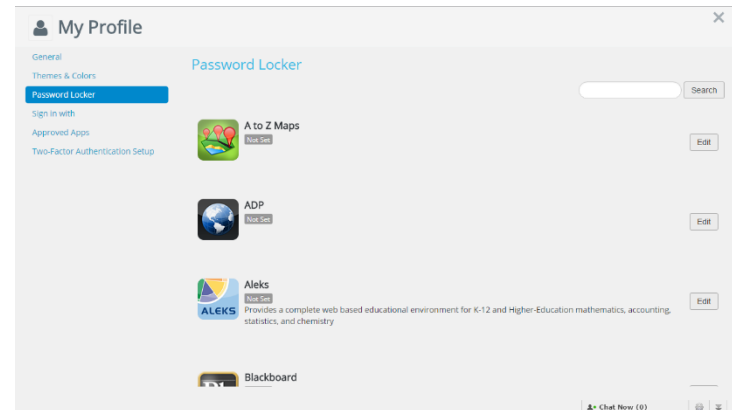 My Profile
General
Themes & Colors
Password Locker
Sign in with
Approved Apps
Two-Factor Authentication Setup
Password Locker
Search
A to Z Maps
Not Set
Edit
ADP
Not Set
Edit
Aleks
Not Set
Provides a complete web based educational environment for K-12 and Higher-Education mathematics, accounting,
statistics, and chemistry
Edit
ALEKS
Blackboard
Chat Now (0)